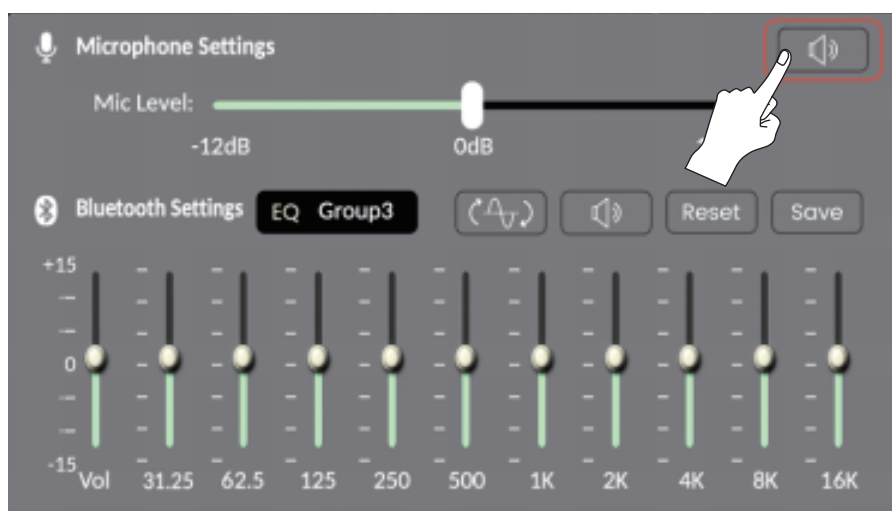 Microphone Settings
Mic Level:
-12dB 0dB
Bluetooth Settings EQ Group3 Reset Save
+15
0
-15
Vol 31.25 62.5 125 250 500 1K 2K 4K 8K 16K